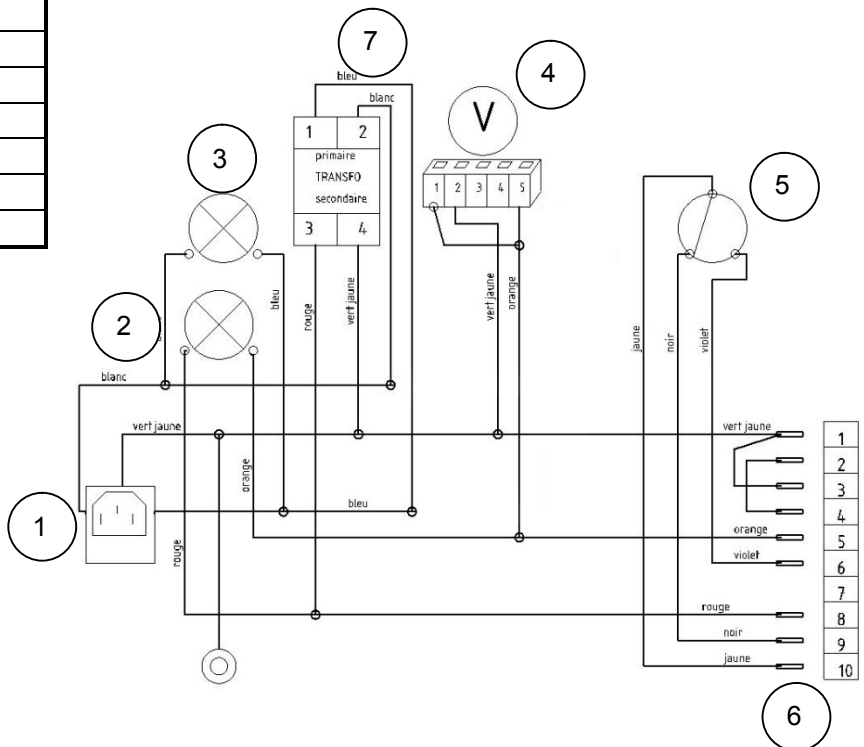 7
4
bleu
blanc
V
1 2
primaire
TRANSFO
secondaire
3 4
3
1 2 3 4 5
5
2
bleu
rouge
vert jaune
vert jaune
orange
jaune
noir
violet
blanc
vert jaune
vert jaune
1
2
3
4
orange
5
violet
6
7
rouge
8
noir
9
jaune
10
orange
bleu
1
rouge
6